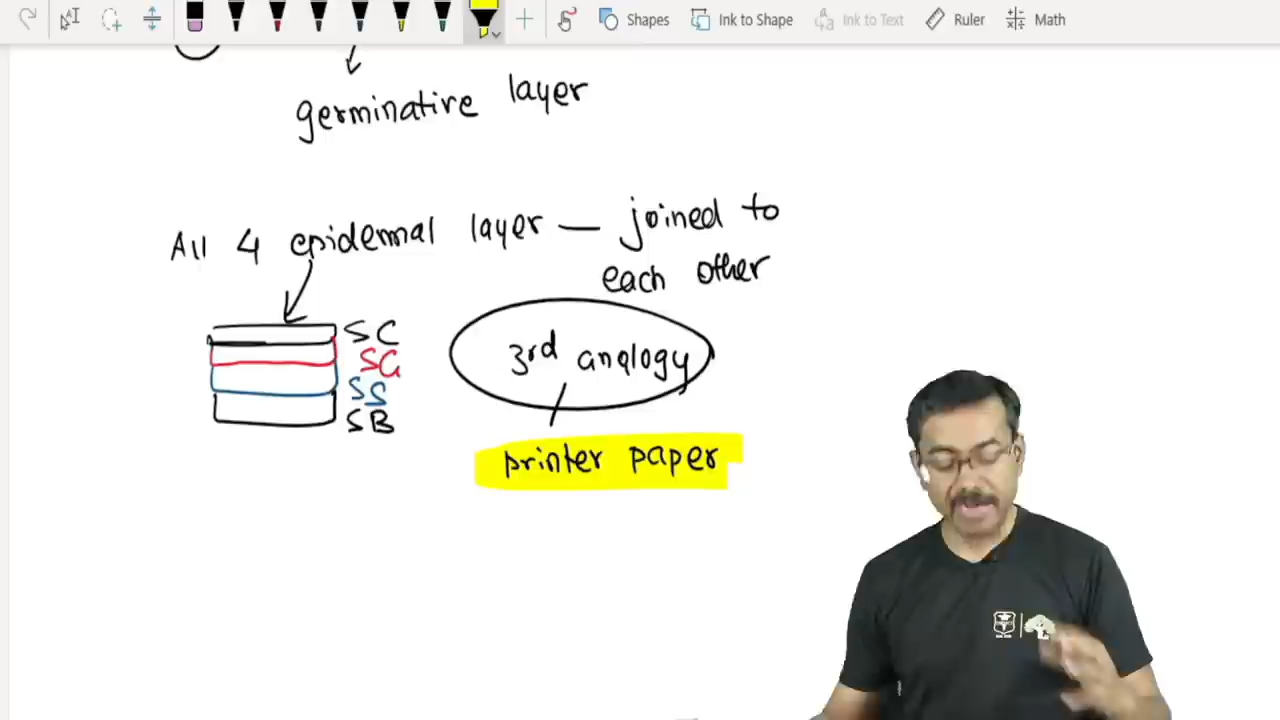 Shapes Ink to Shape Ink to Text Ruler Math
germinative layer
All 4 epidermal layer — joined to
each other
SC
SG
SS
SB
3rd analogy
printer paper